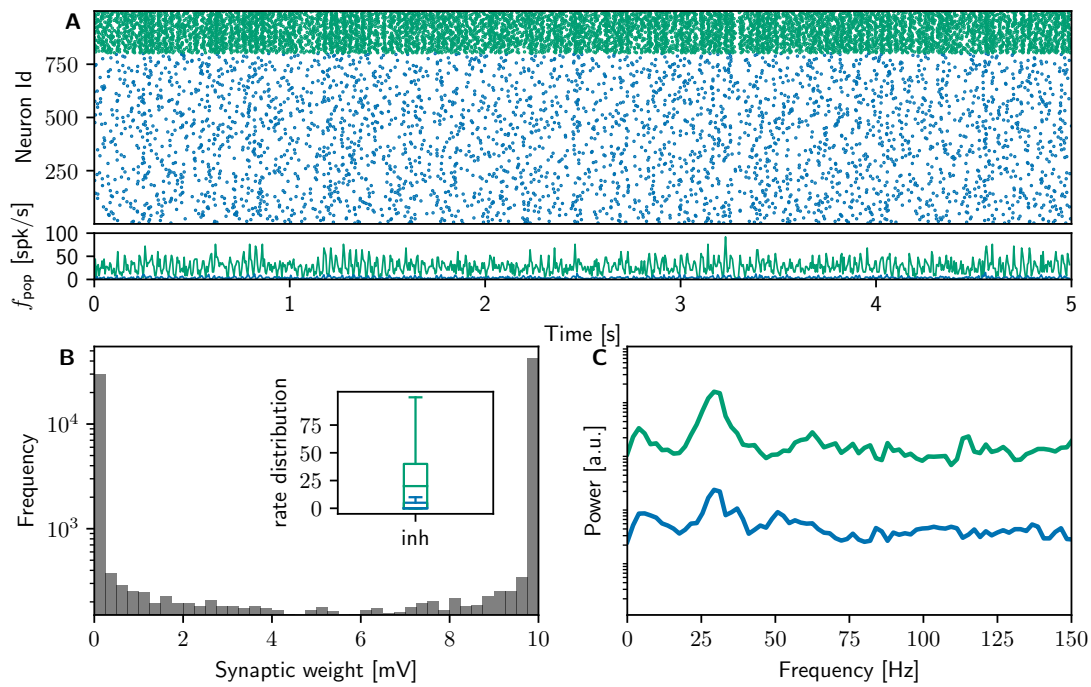 A
Neuron Id
750
500
250
f_pop [spk/s]
100
50
0
0 1 2 3 4 5
Time [s]
B
Frequency
10^4
10^3
rate distribution
75
50
25
0
inh
0 2 4 6 8 10
Synaptic weight [mV]
C
Power [a.u.]
0 25 50 75 100 125 150
Frequency [Hz]